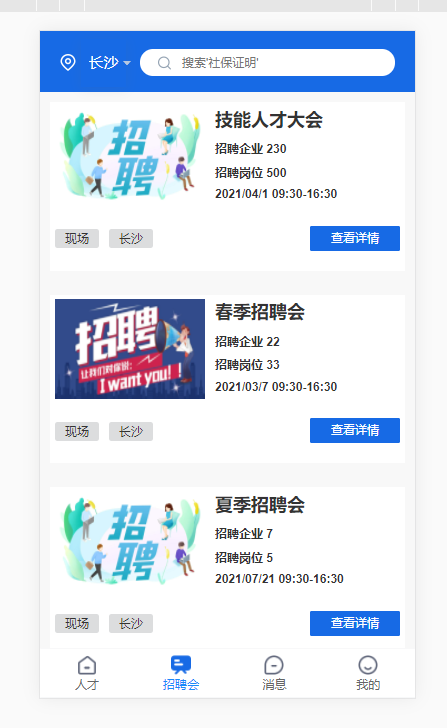 长沙
搜索'社保证明'
招聘
技能人才大会
招聘企业 230
招聘岗位 500
2021/04/1 09:30-16:30
现场
长沙
查看详情
招聘
让我们对你说:
I want you! !
春季招聘会
招聘企业 22
招聘岗位 33
2021/03/7 09:30-16:30
现场
长沙
查看详情
招聘
夏季招聘会
招聘企业 7
招聘岗位 5
2021/07/21 09:30-16:30
现场
长沙
查看详情
人才
招聘会
消息
我的